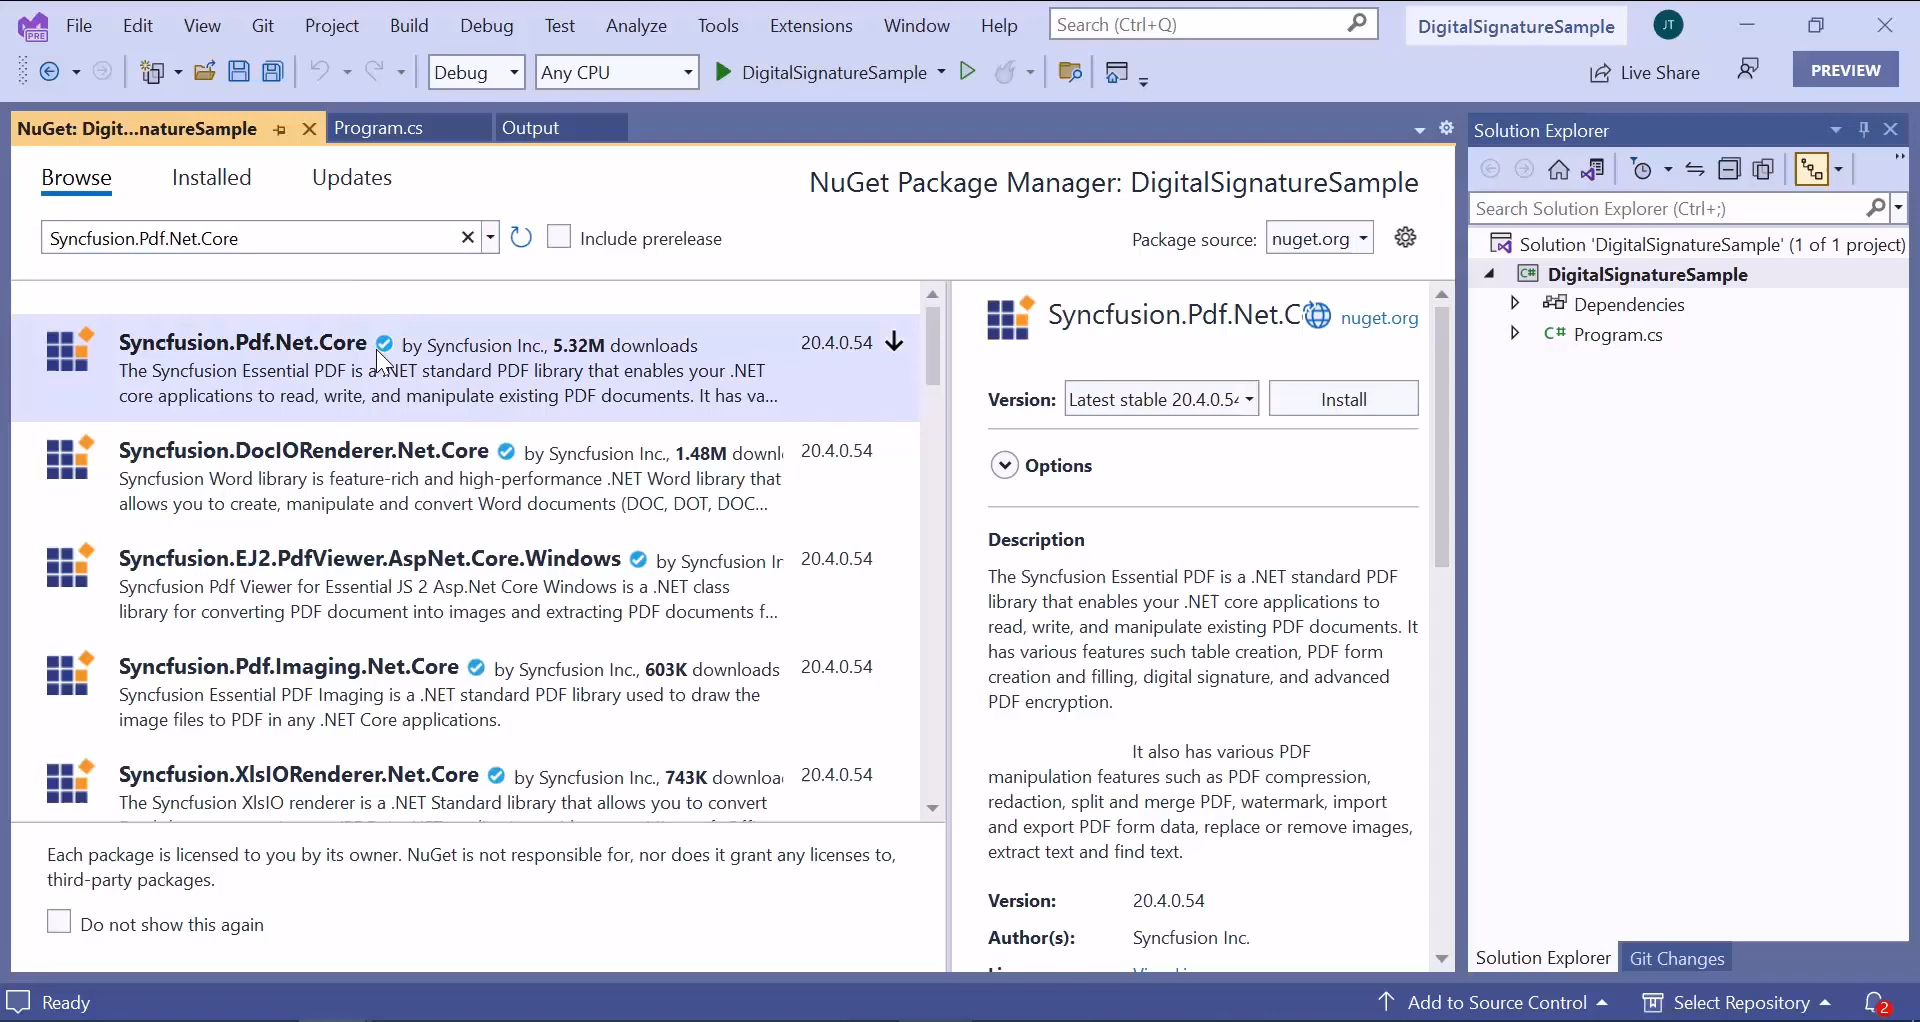 File Edit View Git Project Build Debug Test Analyze Tools Extensions Window Help Search (Ctrl+Q) DigitalSignatureSample JT
PRE
Debug Any CPU DigitalSignatureSample Live Share PREVIEW
NuGet: Digit...natureSample Program.cs Output
Browse Installed Updates
NuGet Package Manager: DigitalSignatureSample
Syncfusion.Pdf.Net.Core Include prerelease
Package source: nuget.org
Syncfusion.Pdf.Net.Core by Syncfusion Inc., 5.32M downloads 20.4.0.54
The Syncfusion Essential PDF is a .NET standard PDF library that enables your .NET
core applications to read, write, and manipulate existing PDF documents. It has va...
Syncfusion.DocIORenderer.Net.Core by Syncfusion Inc., 1.48M downl 20.4.0.54
Syncfusion Word library is feature-rich and high-performance .NET Word library that
allows you to create, manipulate and convert Word documents (DOC, DOT, DOC...
Syncfusion.EJ2.PdfViewer.AspNet.Core.Windows by Syncfusion Ir 20.4.0.54
Syncfusion Pdf Viewer for Essential JS 2 Asp.Net Core Windows is a .NET class
library for converting PDF document into images and extracting PDF documents f...
Syncfusion.Pdf.Imaging.Net.Core by Syncfusion Inc., 603K downloads 20.4.0.54
Syncfusion Essential PDF Imaging is a .NET standard PDF library used to draw the
image files to PDF in any .NET Core applications.
Syncfusion.XlsIORenderer.Net.Core by Syncfusion Inc., 743K downloa 20.4.0.54
The Syncfusion XlsIO renderer is a .NET Standard library that allows you to convert
Each package is licensed to you by its owner. NuGet is not responsible for, nor does it grant any licenses to,
third-party packages.
Do not show this again
Syncfusion.Pdf.Net.C nuget.org
Version: Latest stable 20.4.0.54 Install
Options
Description
The Syncfusion Essential PDF is a .NET standard PDF
library that enables your .NET core applications to
read, write, and manipulate existing PDF documents. It
has various features such table creation, PDF form
creation and filling, digital signature, and advanced
PDF encryption.
It also has various PDF
manipulation features such as PDF compression,
redaction, split and merge PDF, watermark, import
and export PDF form data, replace or remove images,
extract text and find text.
Version: 20.4.0.54
Author(s): Syncfusion Inc.
Solution Explorer
Search Solution Explorer (Ctrl+;)
Solution 'DigitalSignatureSample' (1 of 1 project)
C# DigitalSignatureSample
Dependencies
C# Program.cs
Solution Explorer Git Changes
Ready Add to Source Control Select Repository 2